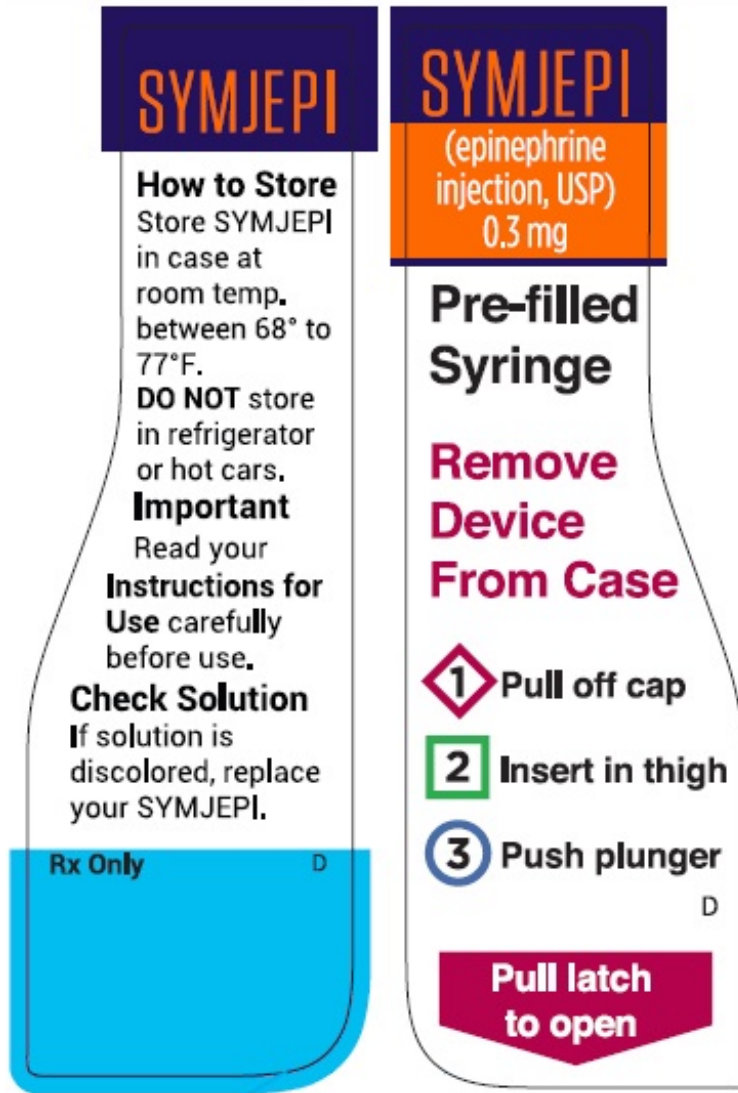 SYMJEPI
How to Store
Store SYMJEPI
in case at
room temp.
between 68° to
77°F.
DO NOT store
in refrigerator
or hot cars.
Important
Read your
Instructions for
Use carefully
before use.
Check Solution
If solution is
discolored, replace
your SYMJEPI.
Rx Only D
SYMJEPI
(epinephrine
injection, USP)
0.3 mg
Pre-filled
Syringe
Remove
Device
From Case
1 Pull off cap
2 Insert in thigh
3 Push plunger
D
Pull latch
to open